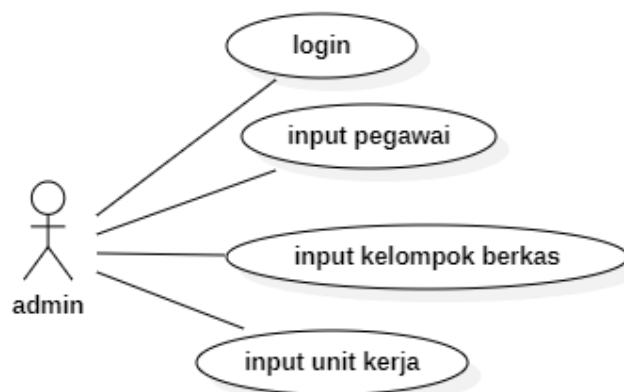 login
input pegawai
input kelompok berkas
admin
input unit kerja